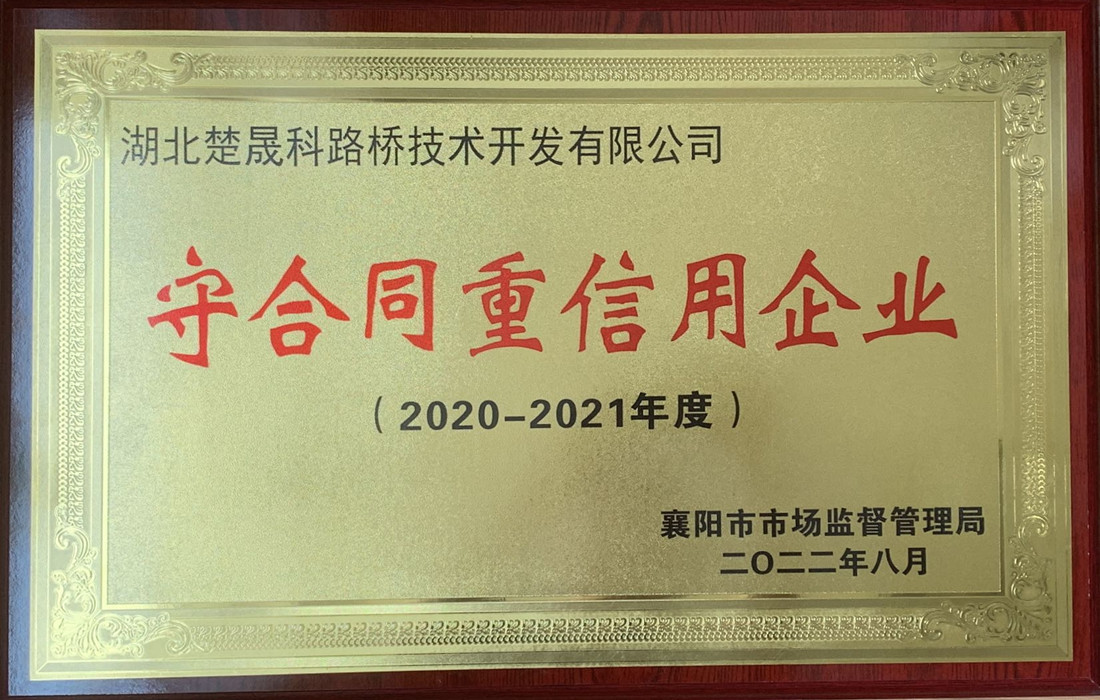 湖北楚晟科路桥技术开发有限公司
守合同重信用企业
（2020-2021年度）
襄阳市市场监督管理局
二O二二年八月